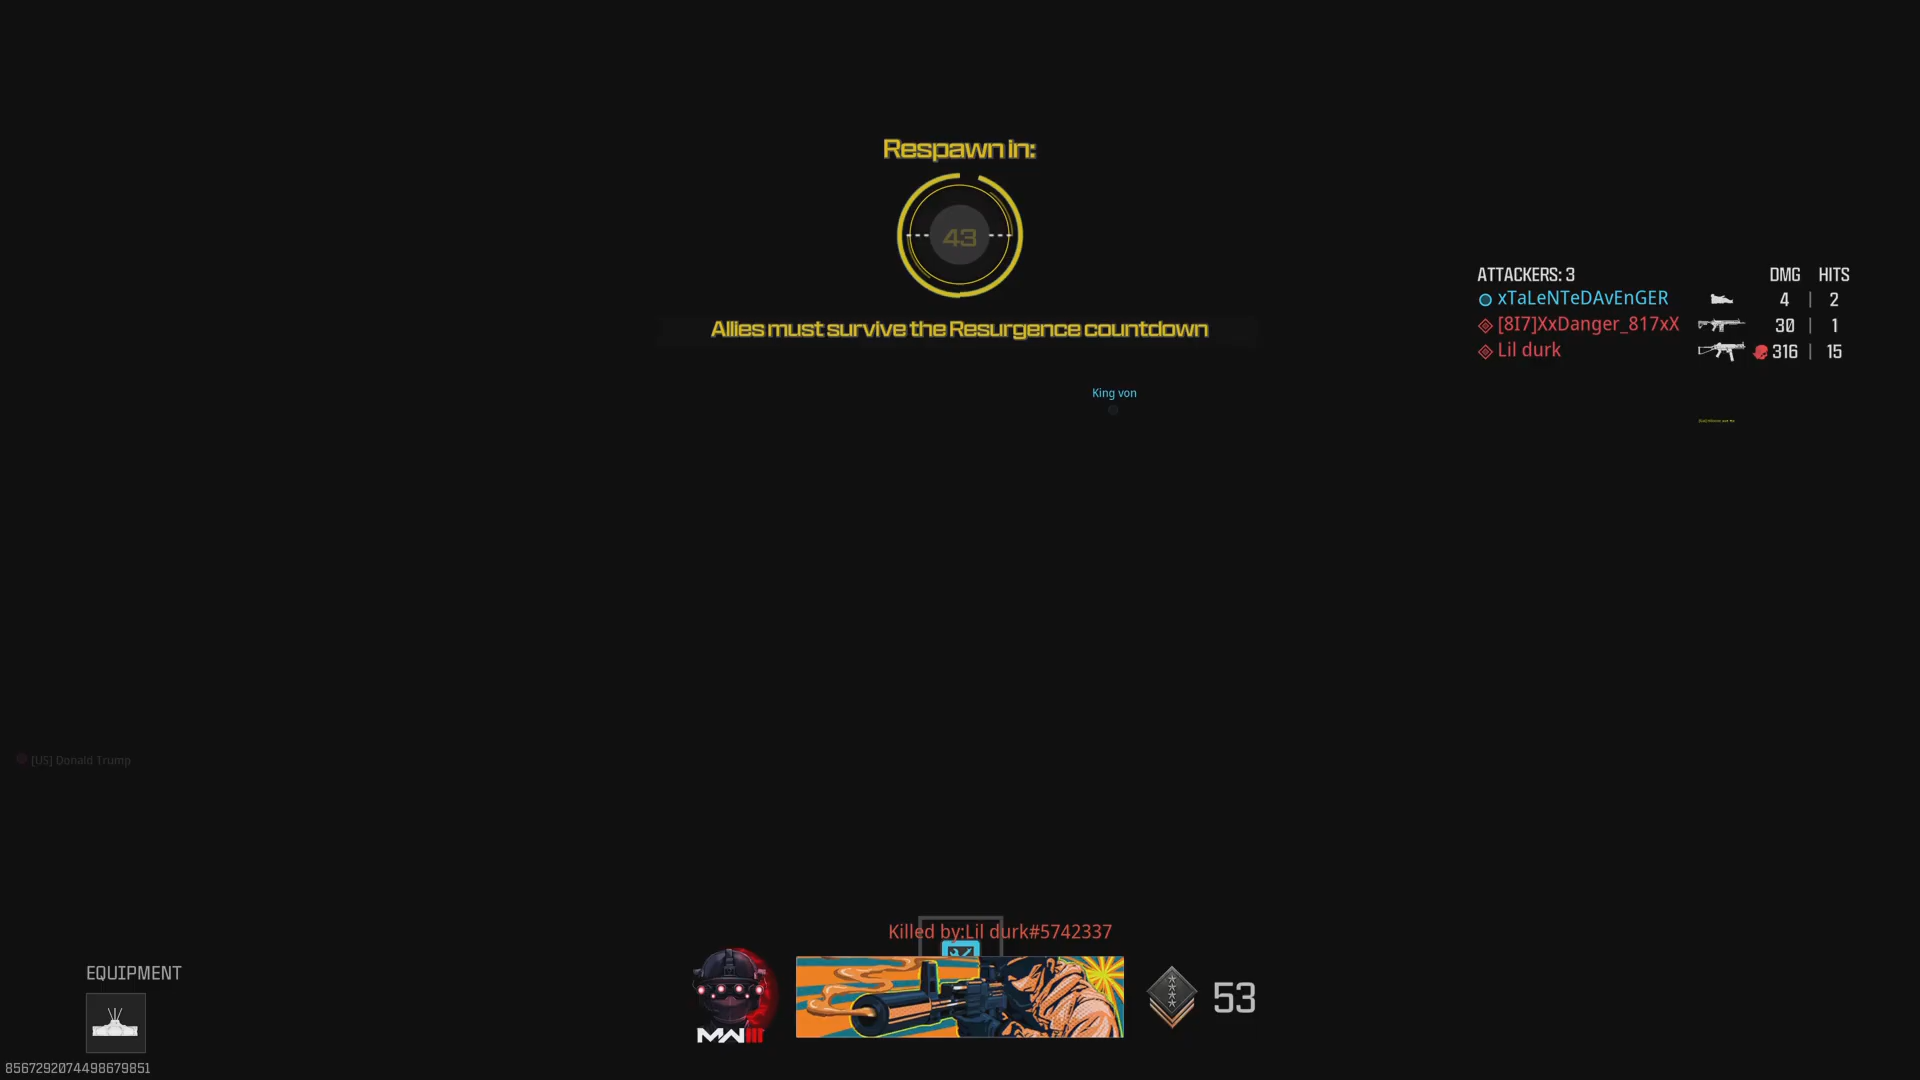 Respawn in:
43
Allies must survive the Resurgence countdown
ATTACKERS: 3 DMG HITS
xTaLeNTeDAvEnGER 4 | 2
[8I7]XxDanger_817xX 30 | 1
Lil durk 316 | 15
King von
[US] Donald Trump
Killed by:Lil durk#5742337
EQUIPMENT
MWIII
53
8567292074498679851